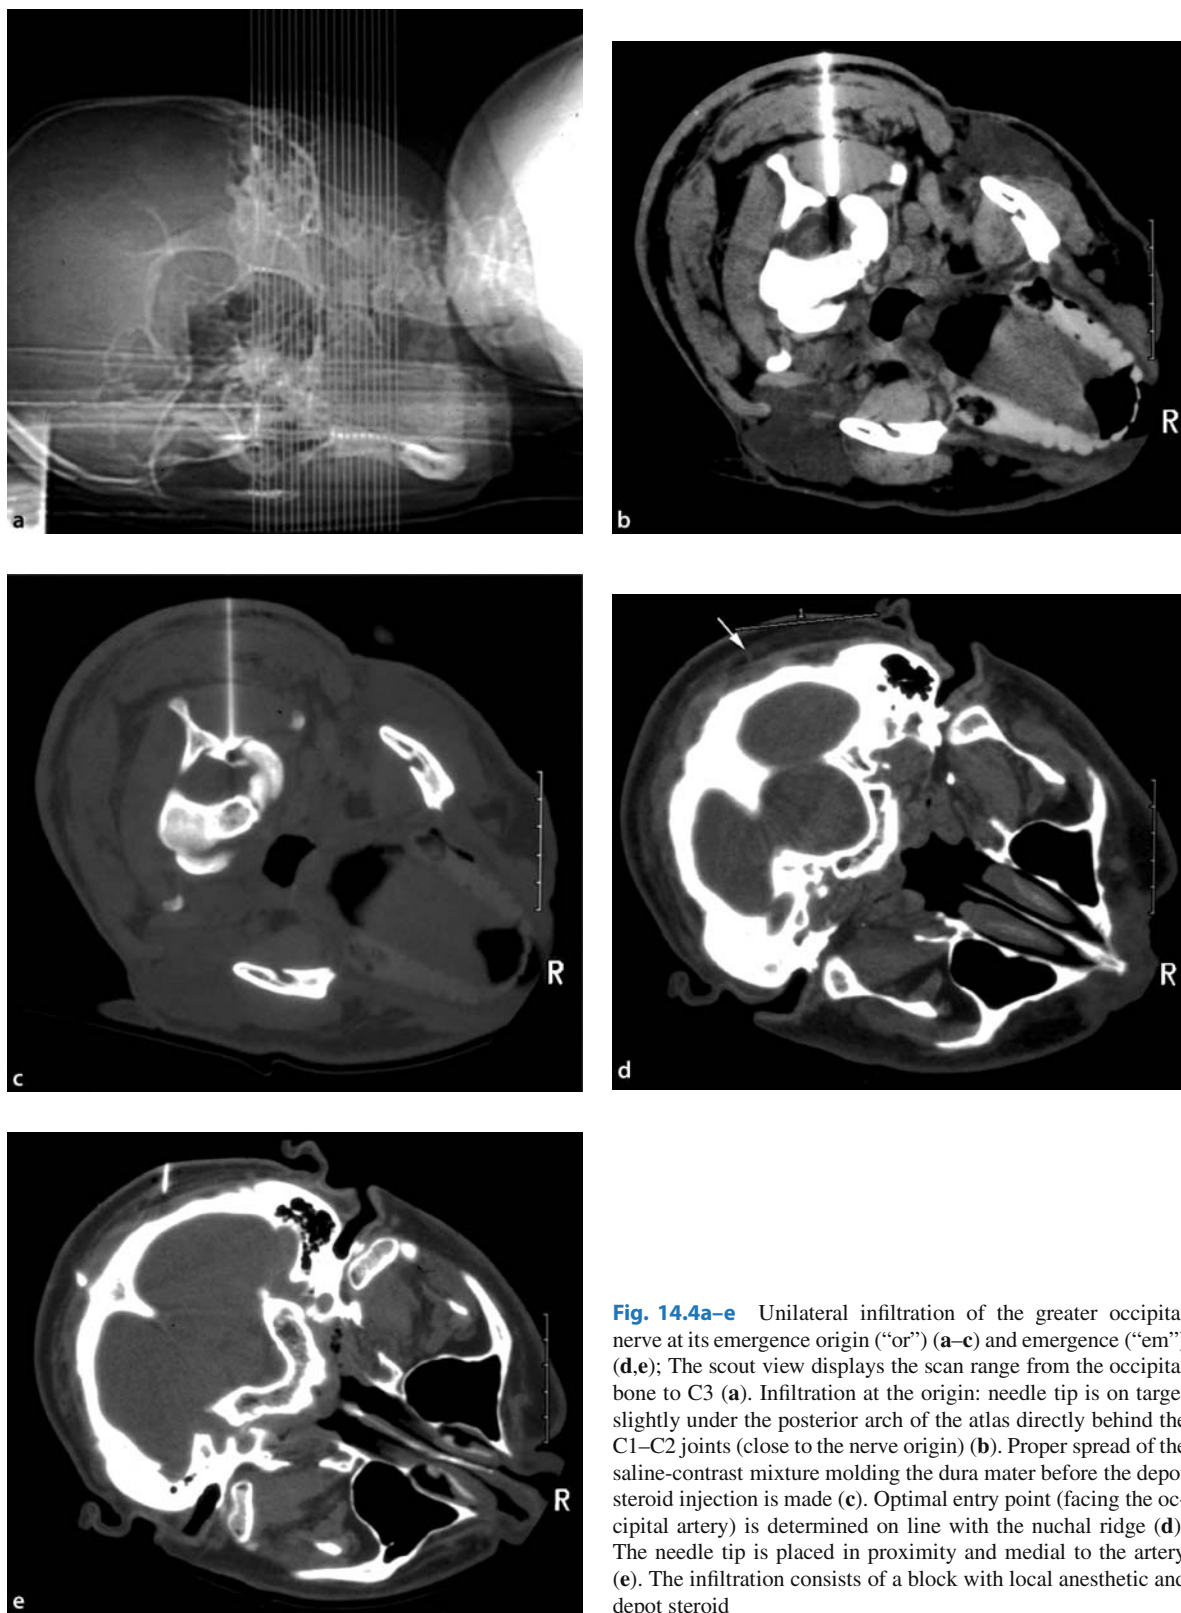 a
b
R
c
R
1
d
R
e
R
Fig. 14.4a–e Unilateral infiltration of the greater occipita
nerve at its emergence origin (“or”) (a–c) and emergence (“em”)
(d,e); The scout view displays the scan range from the occipita
bone to C3 (a). Infiltration at the origin: needle tip is on targe
slightly under the posterior arch of the atlas directly behind the
C1–C2 joints (close to the nerve origin) (b). Proper spread of the
saline-contrast mixture molding the dura mater before the depo
steroid injection is made (c). Optimal entry point (facing the oc-
cipital artery) is determined on line with the nuchal ridge (d)
The needle tip is placed in proximity and medial to the artery
(e). The infiltration consists of a block with local anesthetic and
depot steroid